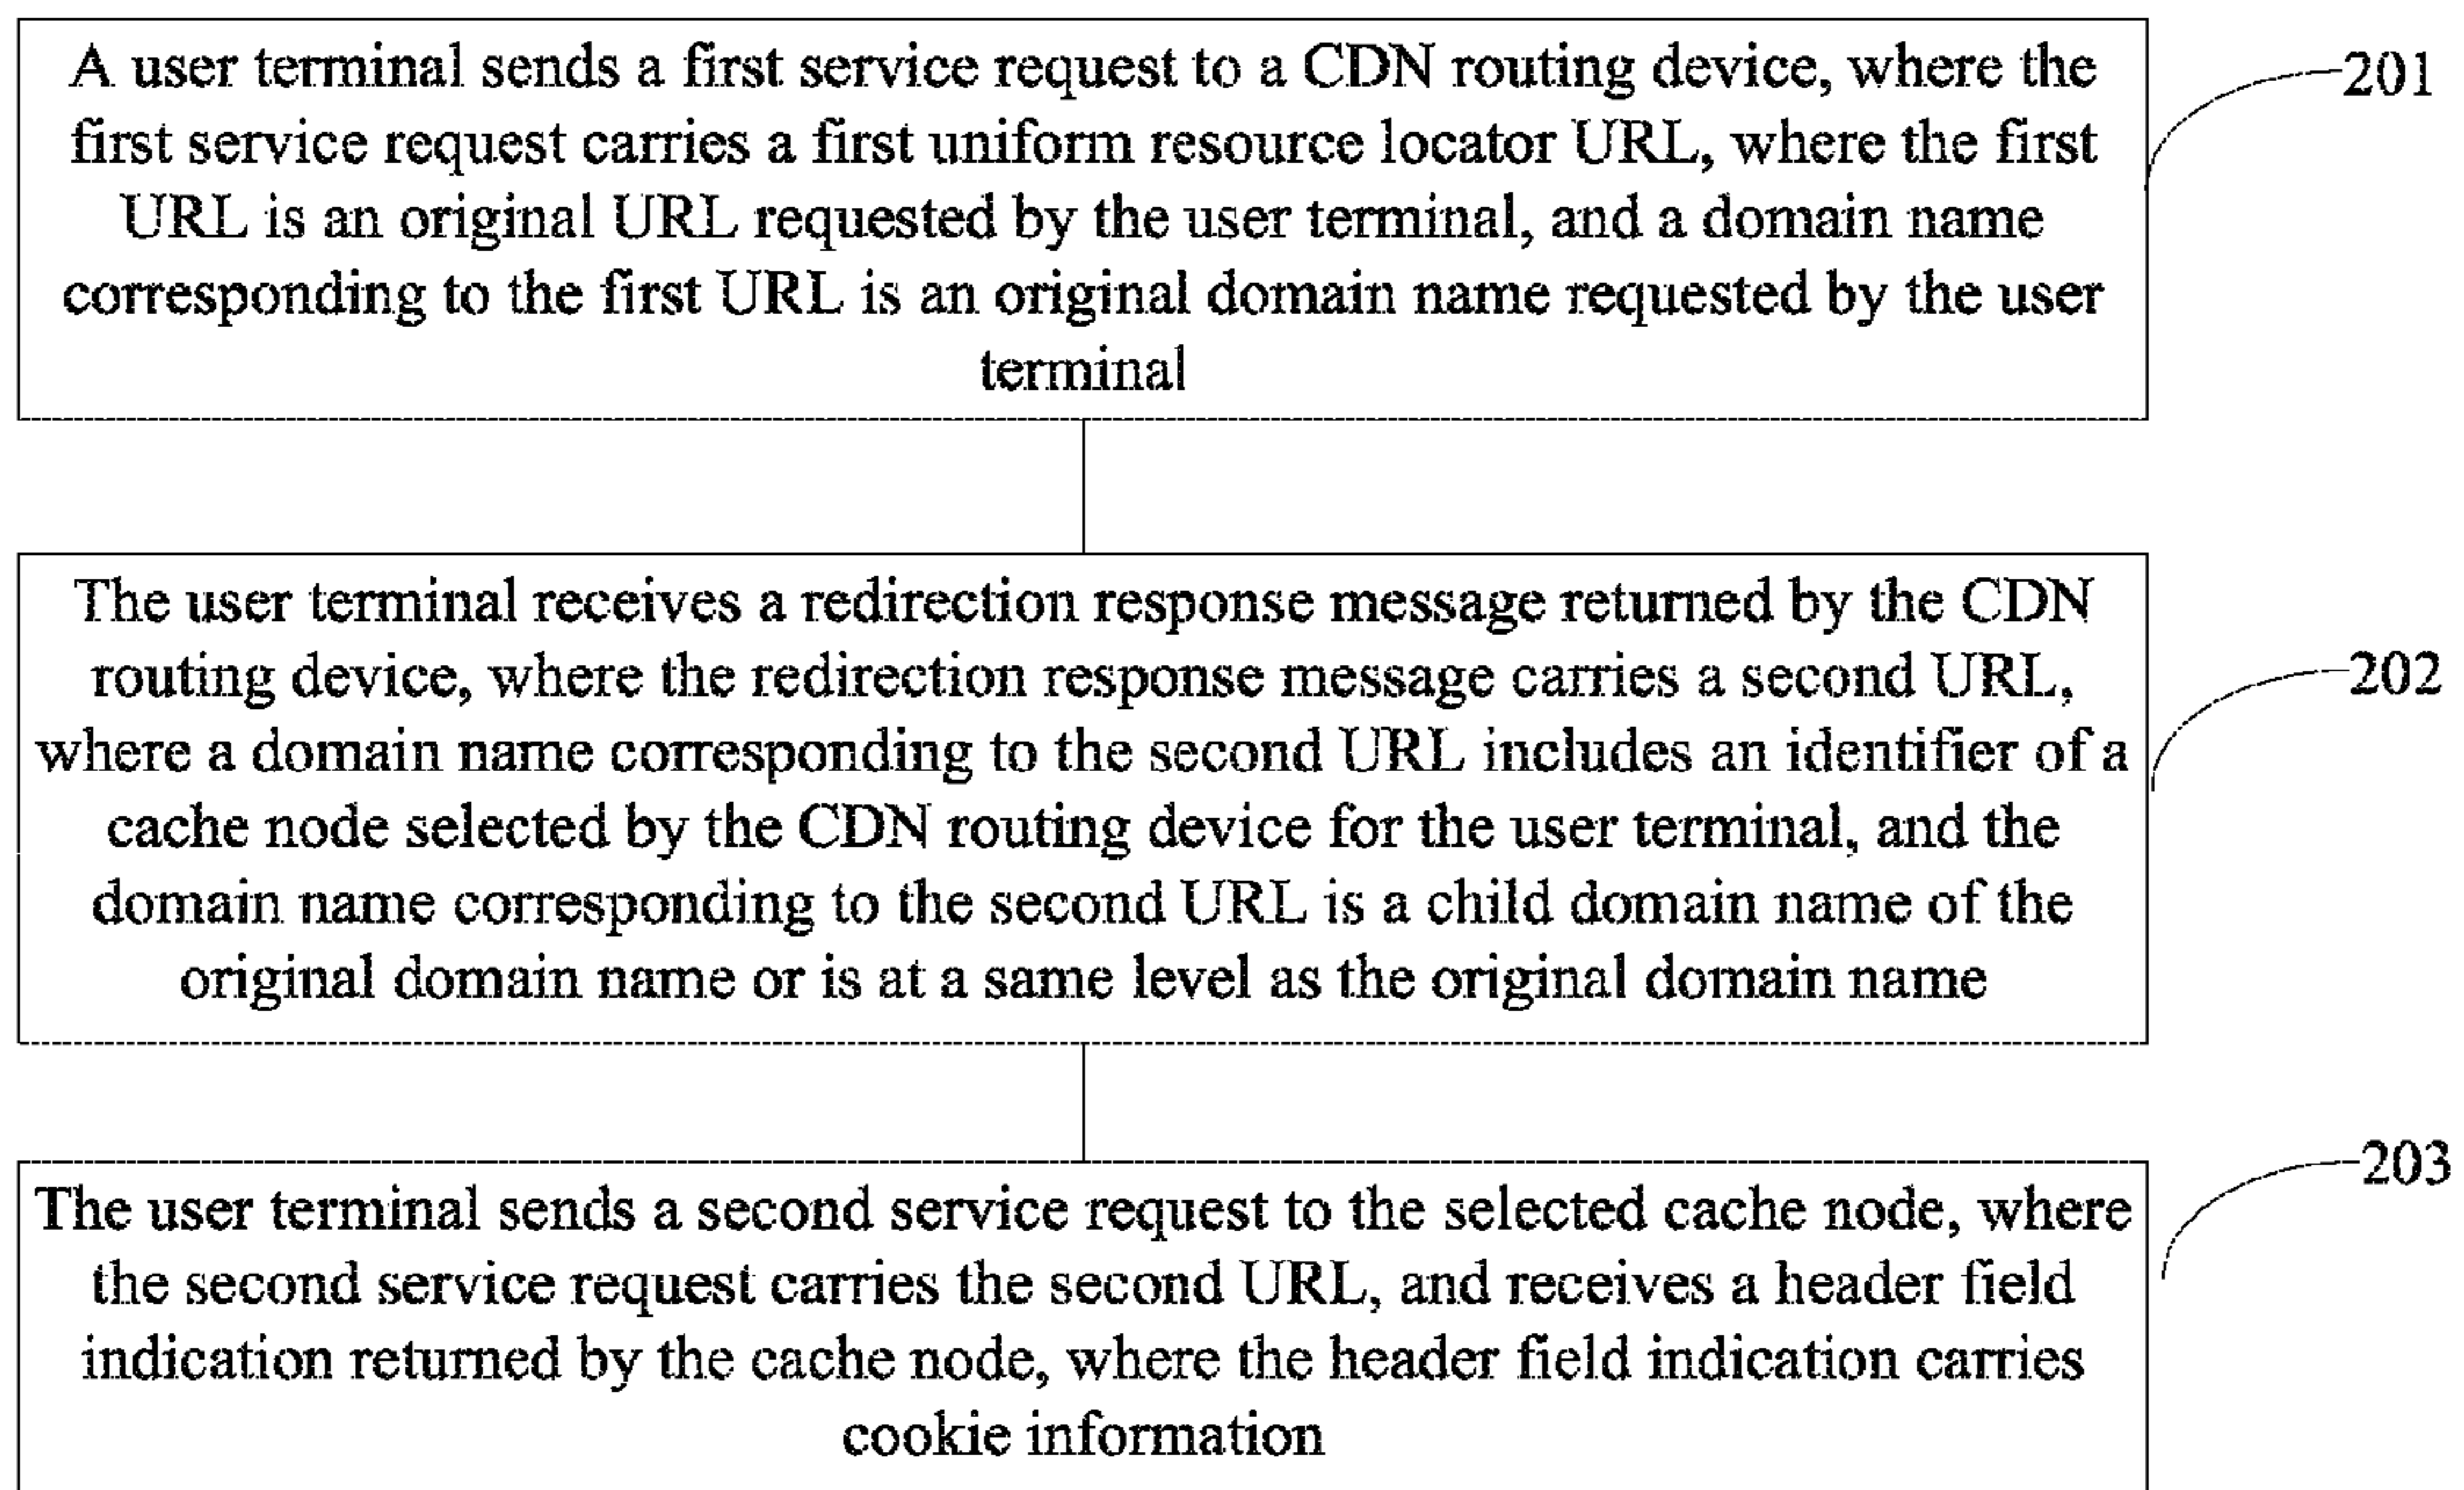 A user terminal sends a first service request to a CDN routing device, where the
first service request carries a first uniform resource locator URL, where the first
URL is an original URL requested by the user terminal, and a domain name
corresponding to the first URL is an original domain name requested by the user
terminal
201
The user terminal receives a redirection response message returned by the CDN
routing device, where the redirection response message carries a second URL,
where a domain name corresponding to the second URL includes an identifier of a
cache node selected by the CDN routing device for the user terminal, and the
domain name corresponding to the second URL is a child domain name of the
original domain name or is at a same level as the original domain name
202
The user terminal sends a second service request to the selected cache node, where
the second service request carries the second URL, and receives a header field
indication returned by the cache node, where the header field indication carries
cookie information
203